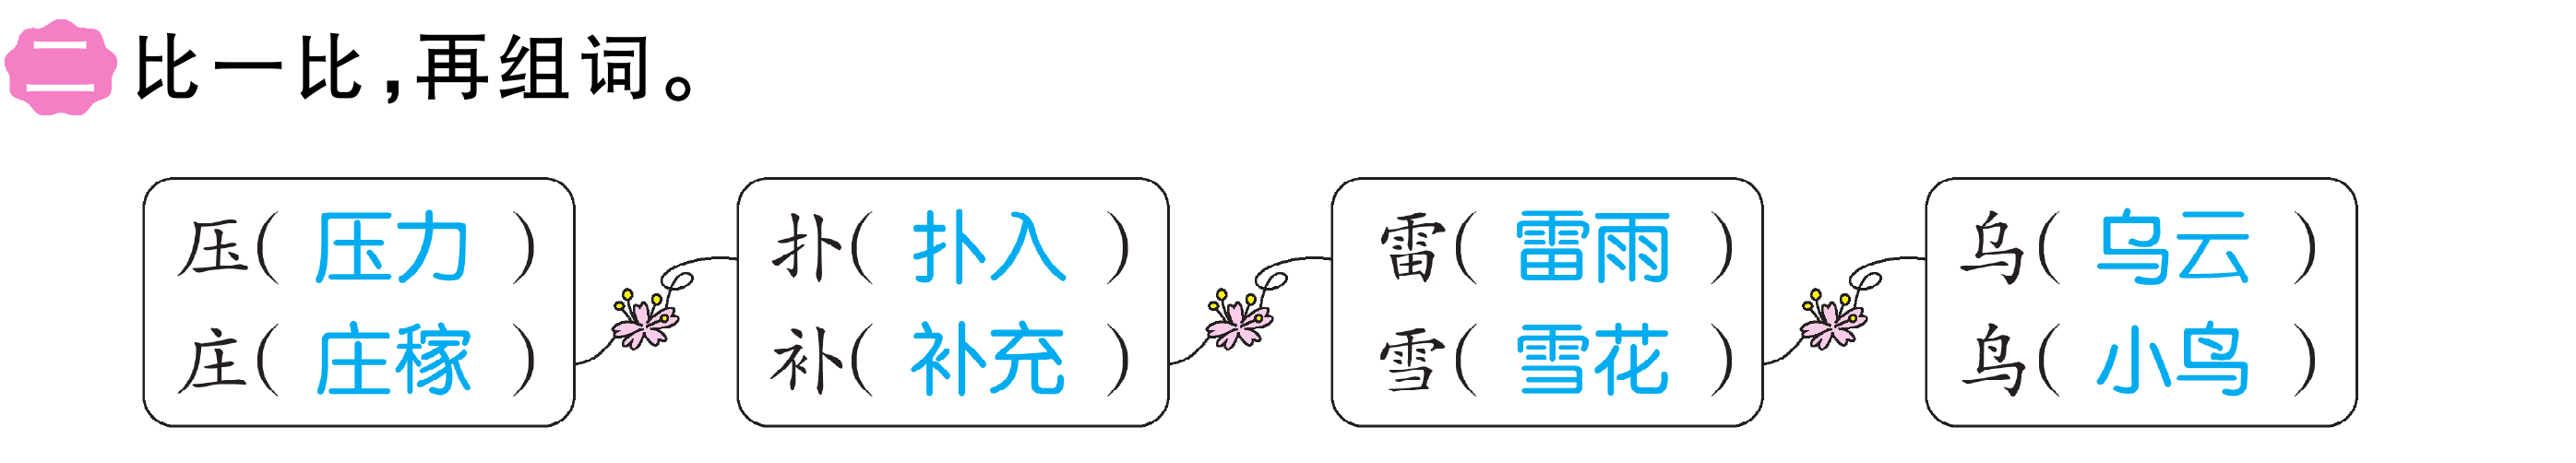 二 比一比，再组词。
压（ 压力 ） 扑（ 扑入 ） 雷（ 雷雨 ） 乌（ 乌云 ）
庄（ 庄稼 ） 补（ 补充 ） 雪（ 雪花 ） 鸟（ 小鸟 ）